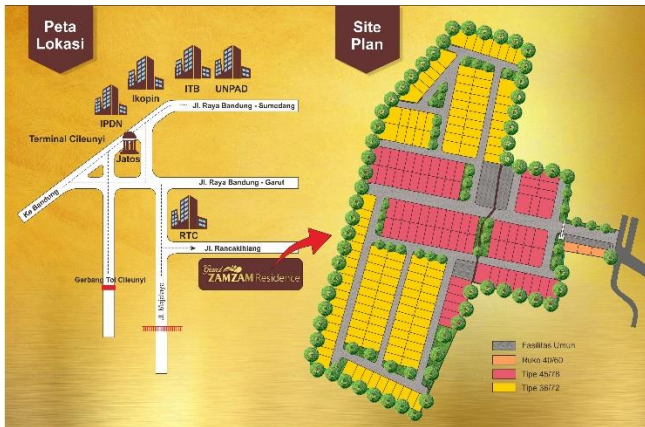 Peta
Lokasi
Site
Plan
ITB
UNPAD
Ikopin
IPDN
Jl. Raya Bandung - Sumedang
Terminal Cileunyi
Jatos
Jl. Raya Bandung - Garut
Ke Bandung
RTC
Jl. Rancakihiang
Grand
ZAMZAM Residence
Gerbang Tol Cileunyi
Jl. Majalaya
Fasilitas Umun
Ruko 40/60
Tipe 45/78
Tipe 36/72